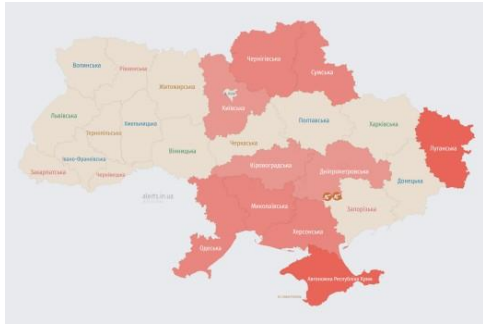 Чернігівська
Сумська
Волинська
Рівненська
Житомирська
Київська
Львівська
Тернопільська
Хмельницька
Вінницька
Черкаська
Полтавська
Харківська
Луганська
Івано-Франківська
Закарпатська
Чернівецька
Кіровоградська
Дніпропетровська
Донецька
alerts.in.ua
Миколаївська
Запорізька
Херсонська
Одеська
Автономна Республіка Крим